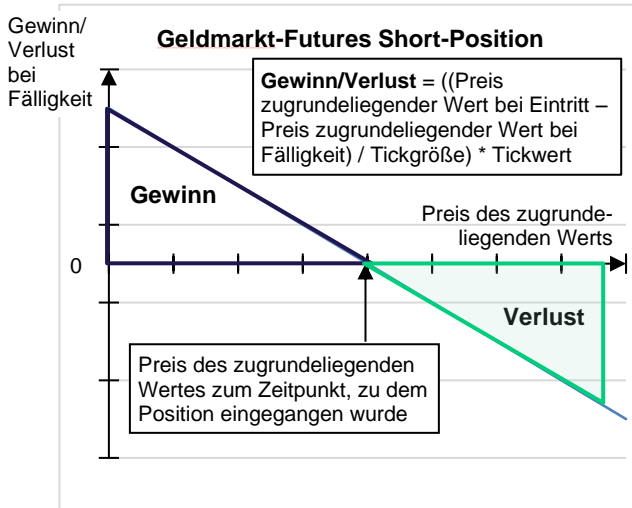 Gewinn/
Verlust
bei
Fälligkeit
Geldmarkt-Futures Short-Position
Gewinn/Verlust = ((Preis
zugrundeliegender Wert bei Eintritt –
Preis zugrundeliegender Wert bei
Fälligkeit) / Tickgröße) * Tickwert
Gewinn
Preis des zugrunde-
liegenden Werts
0
Verlust
Preis des zugrundeliegenden
Wertes zum Zeitpunkt, zu dem
Position eingegangen wurde